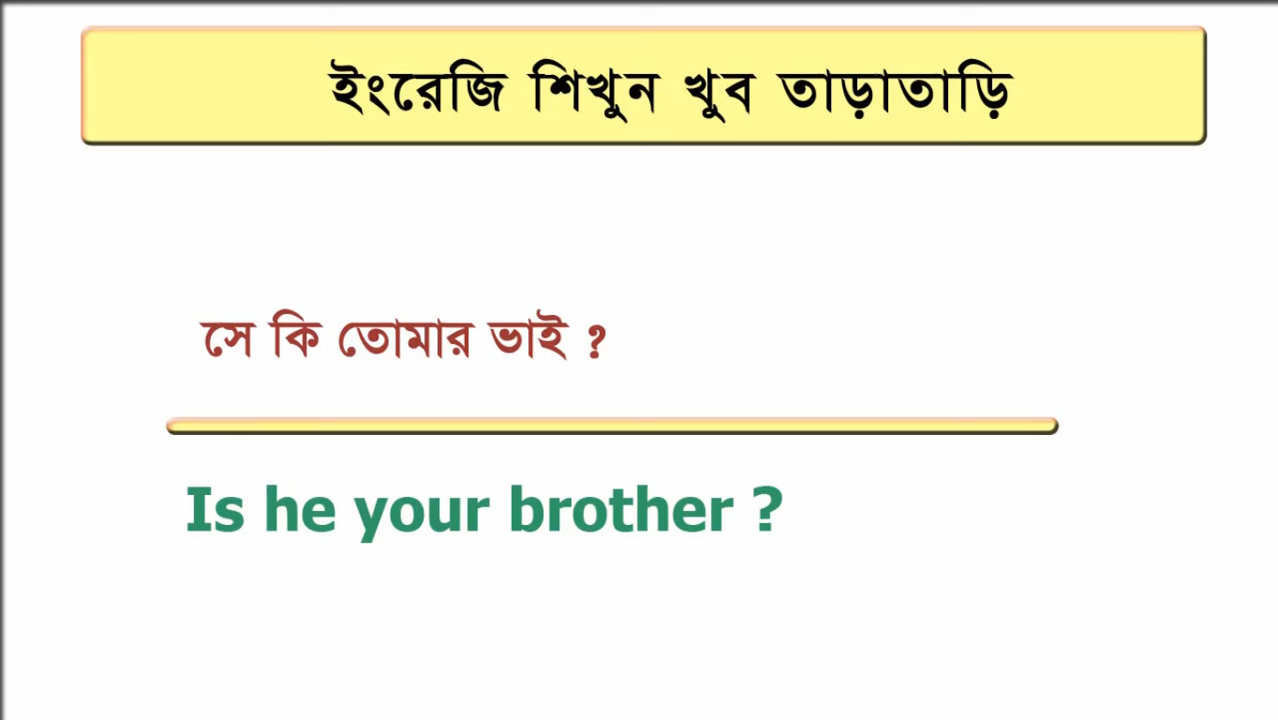 ইংরেজি শিখুন খুব তাড়াতাড়ি
সে কি তোমার ভাই ?
Is he your brother ?